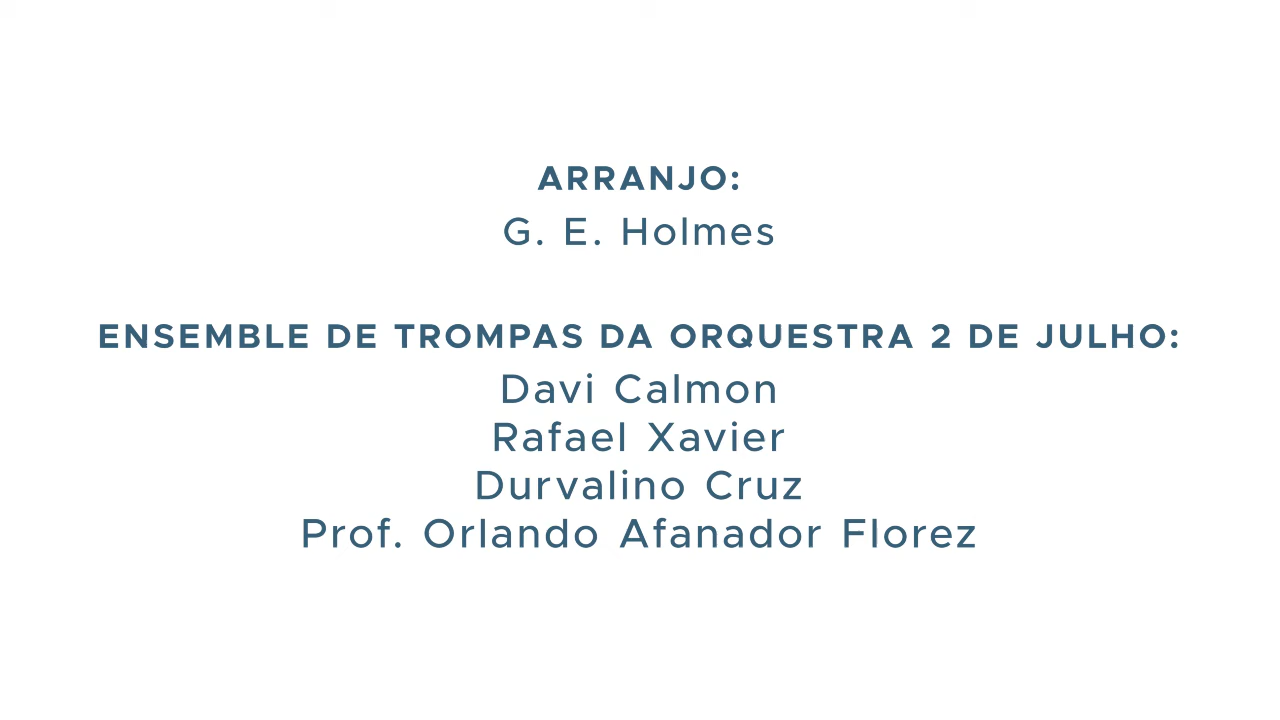 ARRANJO:
G. E. Holmes
ENSEMBLE DE TROMPAS DA ORQUESTRA 2 DE JULHO:
Davi Calmon
Rafael Xavier
Durvalino Cruz
Prof. Orlando Afanador Florez